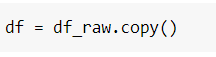 df = df_raw.copy()